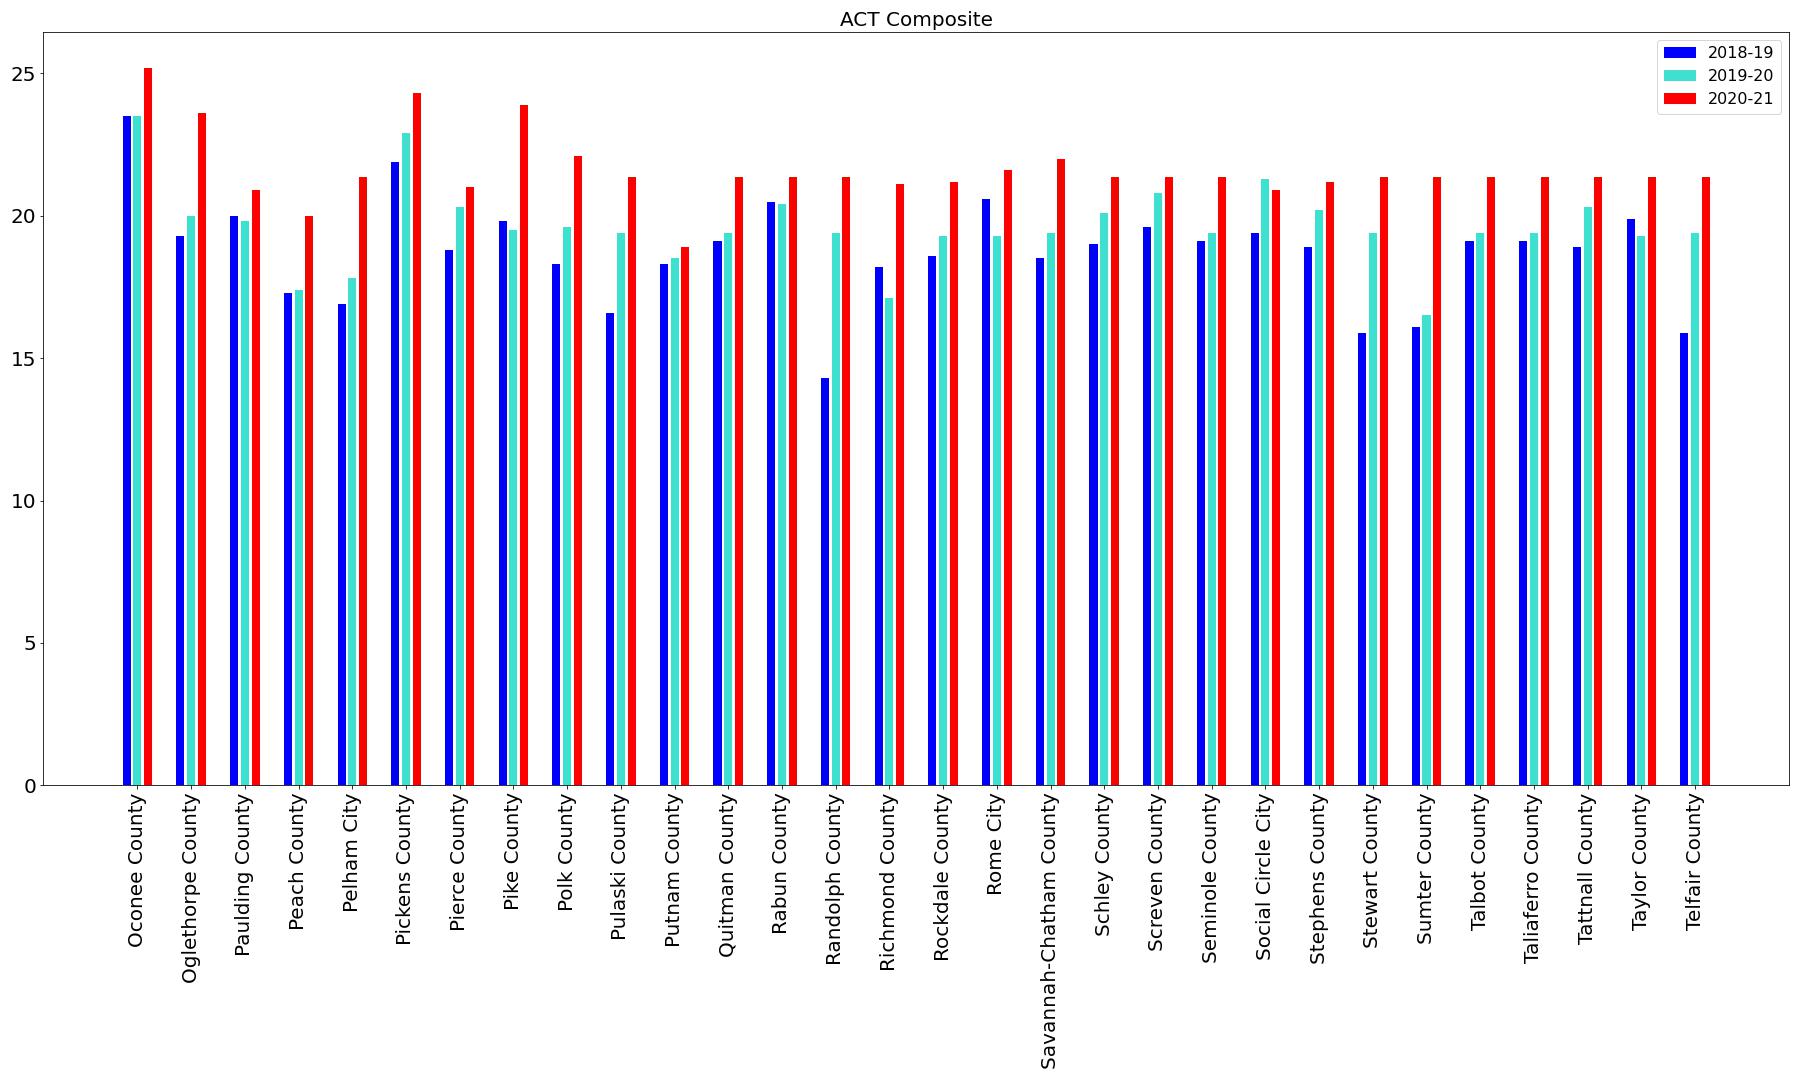 ACT Composite
2018-19
2019-20
2020-21
25
20
15
10
5
0
Oconee County
Oglethorpe County
Paulding County
Peach County
Pelham City
Pickens County
Pierce County
Pike County
Polk County
Pulaski County
Putnam County
Quitman County
Rabun County
Randolph County
Richmond County
Rockdale County
Rome City
Savannah-Chatham County
Schley County
Screven County
Seminole County
Social Circle City
Stephens County
Stewart County
Sumter County
Talbot County
Taliaferro County
Tattnall County
Taylor County
Telfair County